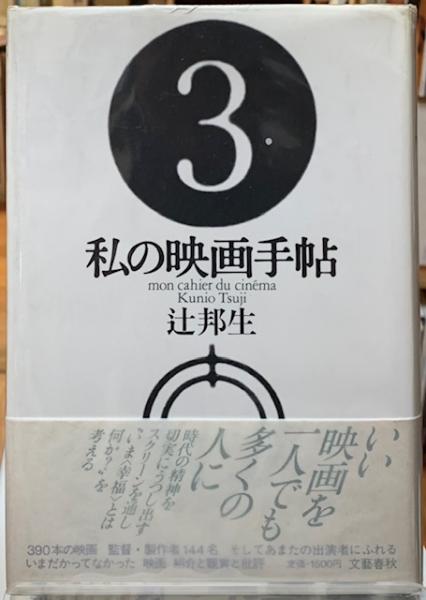 3
私の映画手帖
mon cahier du cinéma
Kunio Tsuji
辻邦生
いい
映画を
一人でも
多くの
人に
時代の精神を
切実にうつし出す
スクリーンを通し
いま〈幸福〉とは
何か?を
考える
390本の映画 監督・製作者144名 そしてあまたの出演者にふれる
いまだかってなかった 映画 紹介と観賞と批評 定価-1500円 文藝春秋